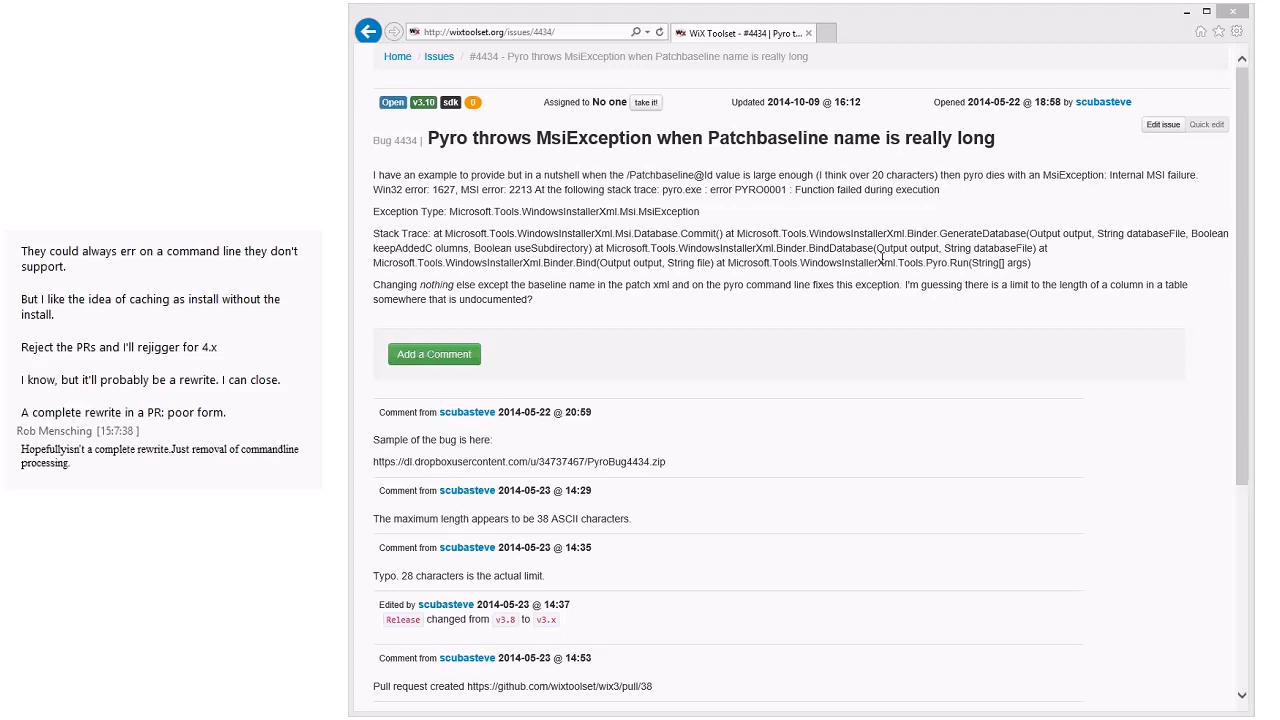 They could always err on a command line they don't
support.
But I like the idea of caching as install without the
install.
Reject the PRs and I'll rejigger for 4.x
I know, but it'll probably be a rewrite. I can close.
A complete rewrite in a PR: poor form.
Rob Mensching [15:7:38 ]
Hopefullyisn't a complete rewrite.Just removal of commandline
processing.
http://wixtoolset.org/issues/4434/
WiX Toolset - #4434 | Pyro t...
Home / Issues / #4434 - Pyro throws MsiException when Patchbaseline name is really long
Open v3.10 sdk 0 Assigned to No one take it! Updated 2014-10-09 @ 16:12 Opened 2014-05-22 @ 18:58 by scubasteve
Edit issue Quick edit
Bug 4434 | Pyro throws MsiException when Patchbaseline name is really long
I have an example to provide but in a nutshell when the /Patchbaseline@Id value is large enough (I think over 20 characters) then pyro dies with an MsiException: Internal MSI failure.
Win32 error: 1627, MSI error: 2213 At the following stack trace: pyro.exe : error PYRO0001 : Function failed during execution
Exception Type: Microsoft.Tools.WindowsInstallerXml.Msi.MsiException
Stack Trace: at Microsoft.Tools.WindowsInstallerXml.Msi.Database.Commit() at Microsoft.Tools.WindowsInstallerXml.Binder.GenerateDatabase(Output output, String databaseFile, Boolean
keepAddedC olumns, Boolean useSubdirectory) at Microsoft.Tools.WindowsInstallerXml.Binder.BindDatabase(Output output, String databaseFile) at
Microsoft.Tools.WindowsInstallerXml.Binder.Bind(Output output, String file) at Microsoft.Tools.WindowsInstallerXml.Tools.Pyro.Run(String[] args)
Changing nothing else except the baseline name in the patch xml and on the pyro command line fixes this exception. I'm guessing there is a limit to the length of a column in a table
somewhere that is undocumented?
Add a Comment
Comment from scubasteve 2014-05-22 @ 20:59
Sample of the bug is here:
https://dl.dropboxusercontent.com/u/34737467/PyroBug4434.zip
Comment from scubasteve 2014-05-23 @ 14:29
The maximum length appears to be 38 ASCII characters.
Comment from scubasteve 2014-05-23 @ 14:35
Typo. 28 characters is the actual limit.
Edited by scubasteve 2014-05-23 @ 14:37
Release changed from v3.8 to v3.x
Comment from scubasteve 2014-05-23 @ 14:53
Pull request created https://github.com/wixtoolset/wix3/pull/38